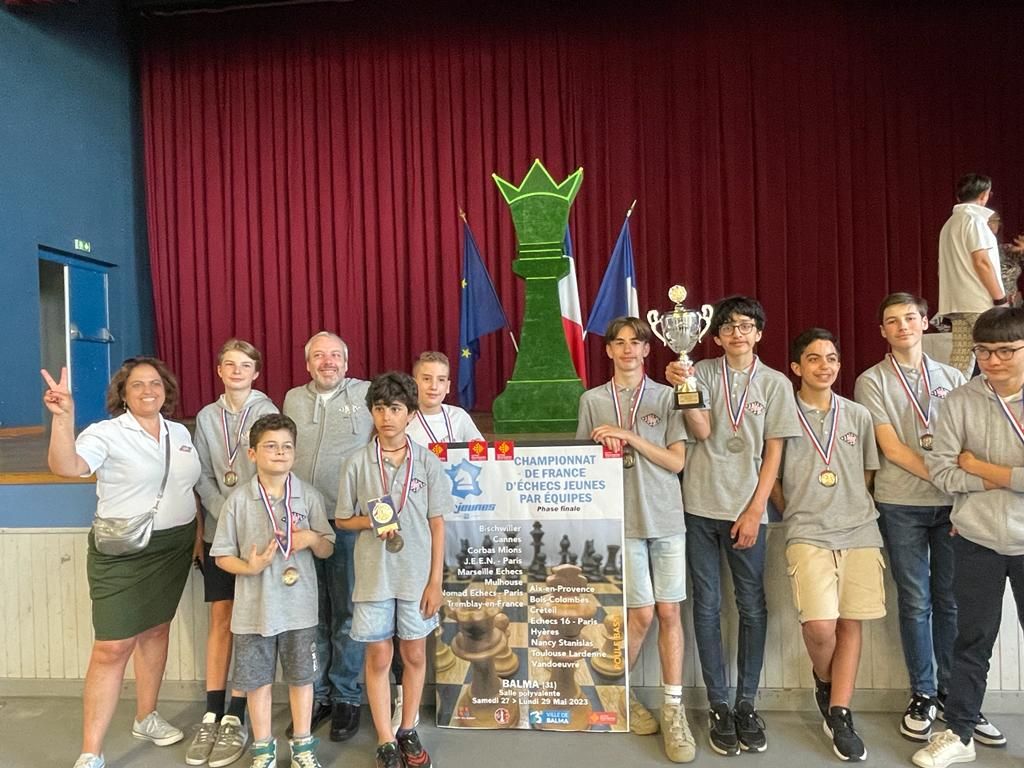 CHAMPIONNAT
DE FRANCE
D'ÉCHECS JEUNES
PAR ÉQUIPES
Phase finale
jeunes
Bischwiller
Cannes
Corbas Mions
J.E.E.N. - Paris
Marseille Echecs
Mulhouse
Nomad Echecs - Paris
Tremblay-en-France
Aix-en-Provence
Bois-Colombes
Créteil
Echecs 16 - Paris
Hyères
Nancy Stanislas
Toulouse Lardenne
Vandoeuvre
POULE BASSE
BALMA (31)
Salle polyvalente
Samedi 27 > Lundi 29 Mai 2023
VILLE DE
BALMA